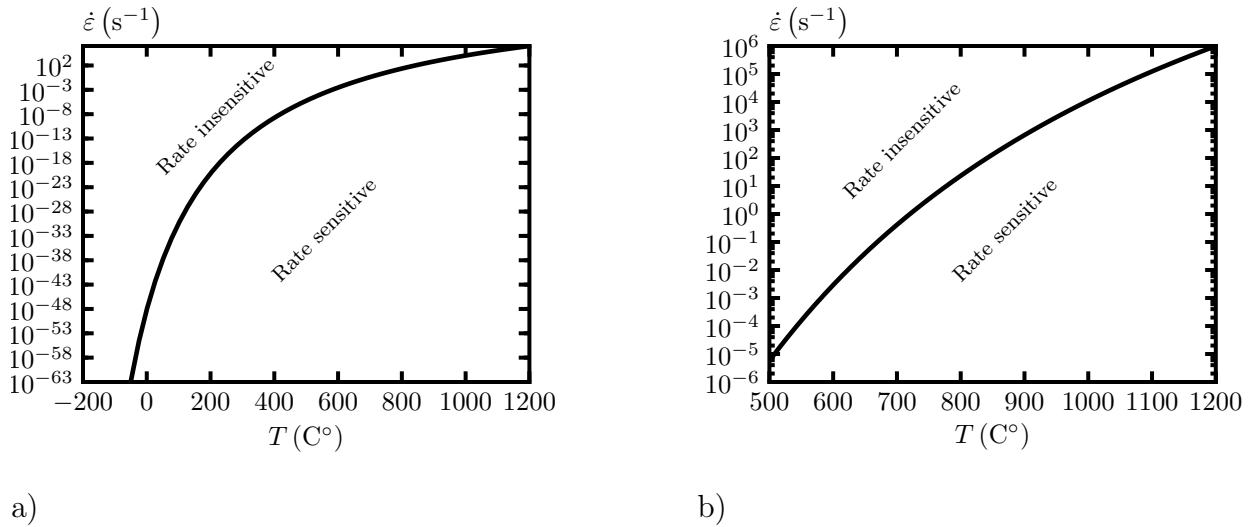 ε̇ (s⁻¹)
10²
10⁻³
10⁻⁸
10⁻¹³
10⁻¹⁸
10⁻²³
10⁻²⁸
10⁻³³
10⁻³⁸
10⁻⁴³
10⁻⁴⁸
10⁻⁵³
10⁻⁵⁸
10⁻⁶³
Rate insensitive
Rate sensitive
−200 0 200 400 600 800 1000 1200
T (C°)
a)
ε̇ (s⁻¹)
10⁶
10⁵
10⁴
10³
10²
10¹
10⁰
10⁻¹
10⁻²
10⁻³
10⁻⁴
10⁻⁵
10⁻⁶
Rate insensitive
Rate sensitive
500 600 700 800 900 1000 1100 1200
T (C°)
b)